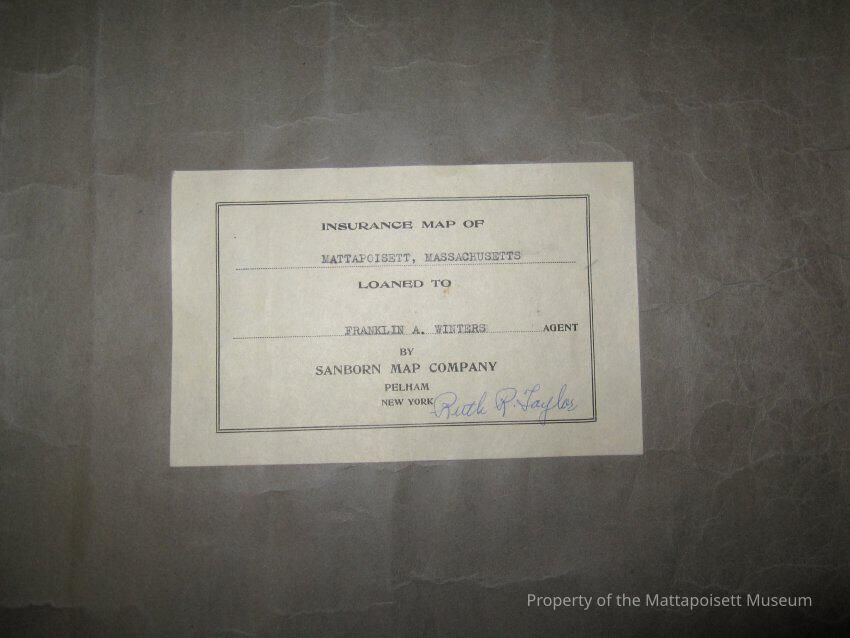 INSURANCE MAP OF
MATTAPOISETT, MASSACHUSETTS
LOANED TO
FRANKLIN A. WINTERS AGENT
BY
SANBORN MAP COMPANY
PELHAM
NEW YORK Ruth R. Taylor
Property of the Mattapoisett Museum